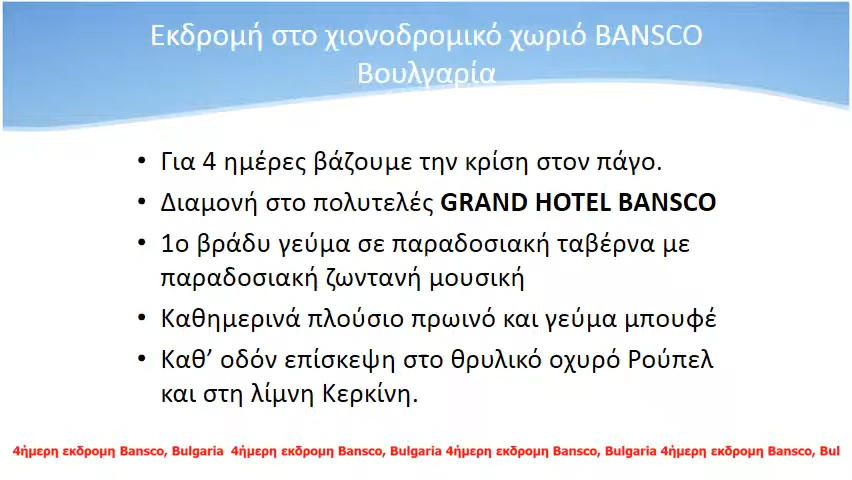 Εκδρομή στο χιονοδρομικό χωριό BANSCO
Βουλγαρία
• Για 4 ημέρες βάζουμε την κρίση στον πάγο.
• Διαμονή στο πολυτελές GRAND HOTEL BANSCO
• 1ο βράδυ γεύμα σε παραδοσιακή ταβέρνα με
παραδοσιακή ζωντανή μουσική
• Καθημερινά πλούσιο πρωινό και γεύμα μπουφέ
• Καθ’ οδόν επίσκεψη στο θρυλικό οχυρό Ρούπελ
και στη λίμνη Κερκίνη.
4ήμερη εκδρομη Bansco, Bulgaria 4ήμερη εκδρομη Bansco, Bulgaria 4ήμερη εκδρομη Bansco, Bulgaria 4ήμερη εκδρομη Bansco, Bul